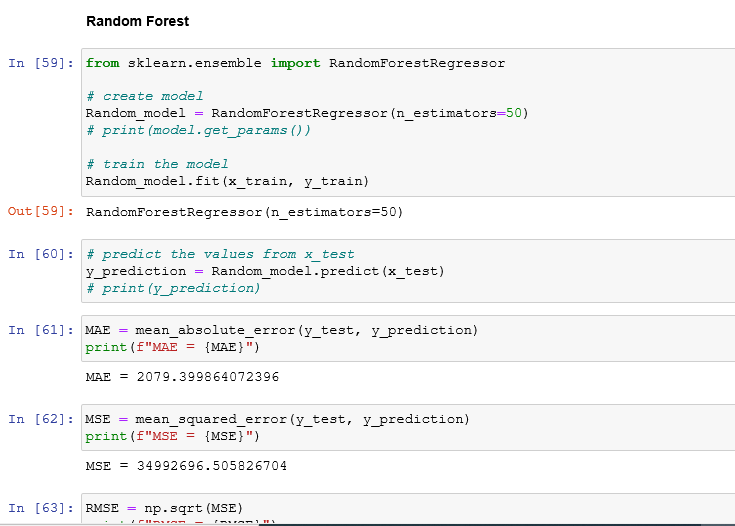 Random Forest
In [59]: from sklearn.ensemble import RandomForestRegressor
# create model
Random_model = RandomForestRegressor(n_estimators=50)
# print(model.get_params())
# train the model
Random_model.fit(x_train, y_train)
Out[59]: RandomForestRegressor(n_estimators=50)
In [60]: # predict the values from x_test
y_prediction = Random_model.predict(x_test)
# print(y_prediction)
In [61]: MAE = mean_absolute_error(y_test, y_prediction)
print(f"MAE = {MAE}")
MAE = 2079.399864072396
In [62]: MSE = mean_squared_error(y_test, y_prediction)
print(f"MSE = {MSE}")
MSE = 34992696.505826704
In [63]: RMSE = np.sqrt(MSE)